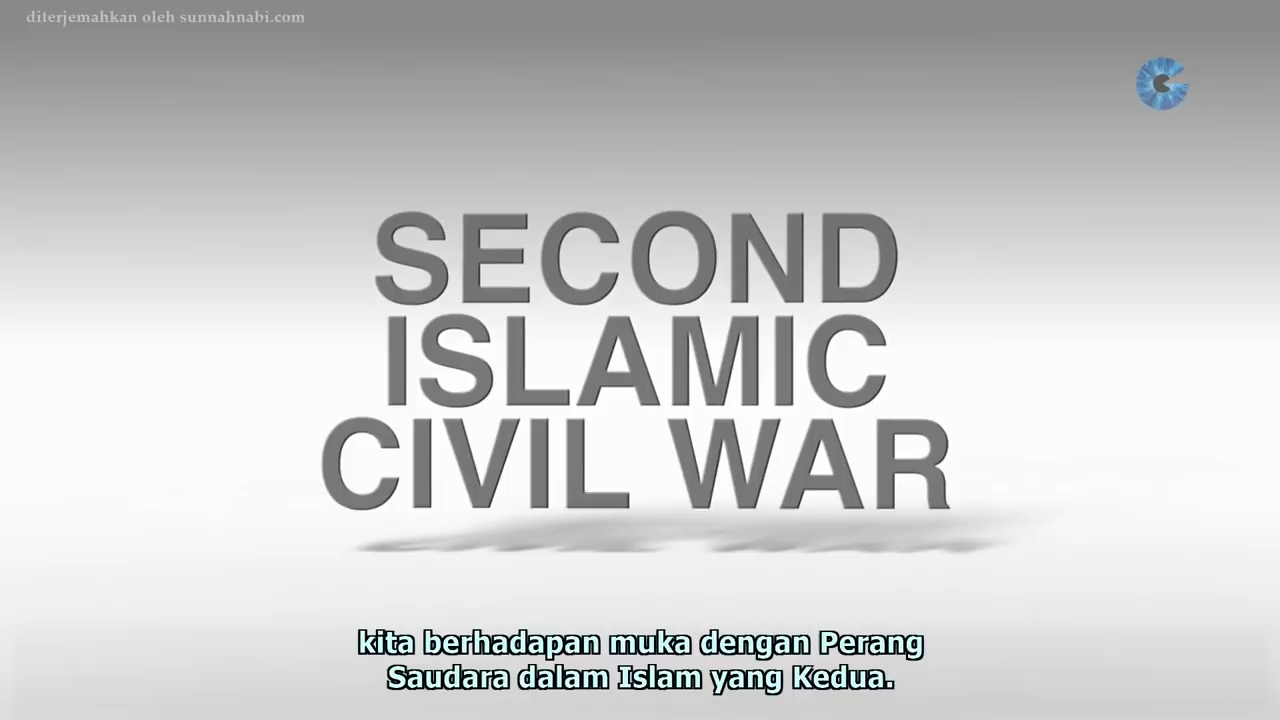 diterjemahkan oleh sunnahnabi.com
SECOND
ISLAMIC
CIVIL WAR
kita berhadapan muka dengan Perang
Saudara dalam Islam yang Kedua.